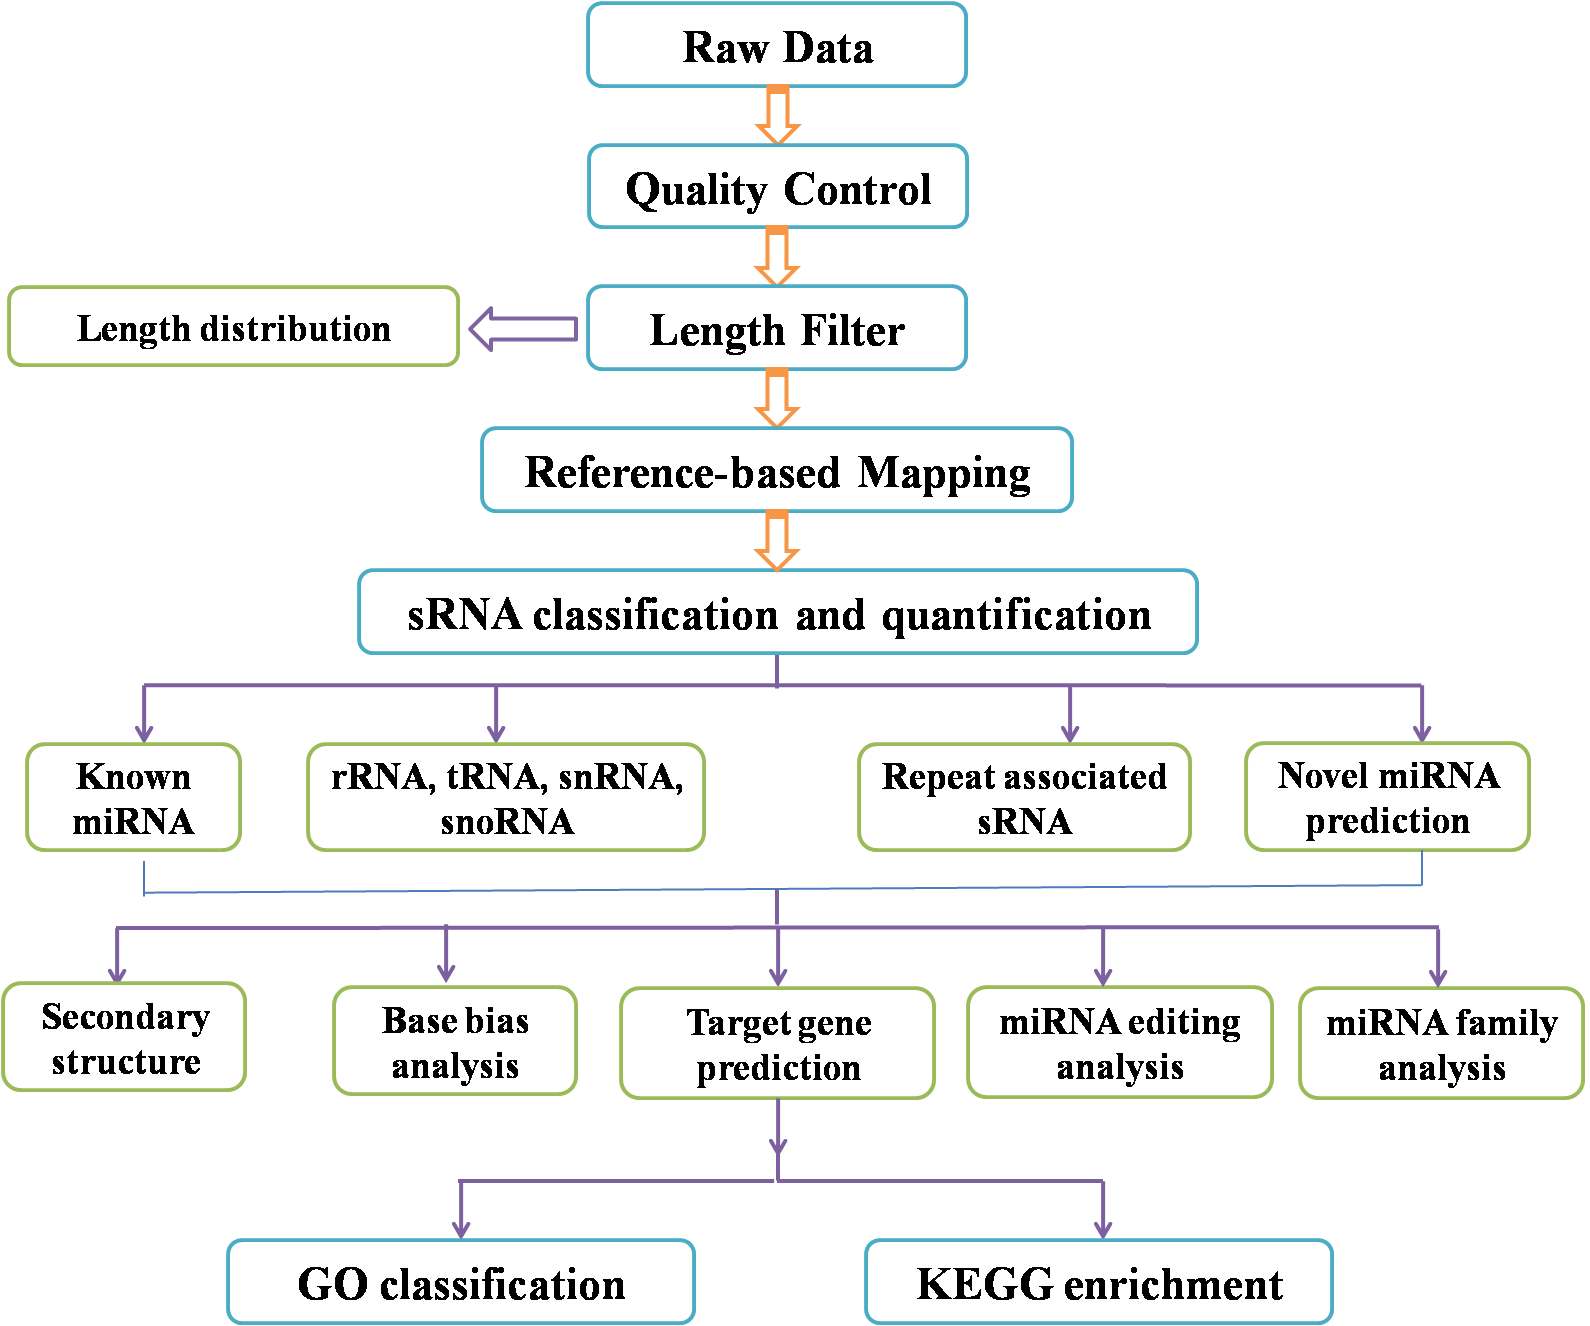 Raw Data
Quality Control
Length distribution
Length Filter
Reference-based Mapping
sRNA classification and quantification
Known
miRNA
rRNA, tRNA, snRNA,
snoRNA
Repeat associated
sRNA
Novel miRNA
prediction
Secondary
structure
Base bias
analysis
Target gene
prediction
miRNA editing
analysis
miRNA family
analysis
GO classification
KEGG enrichment